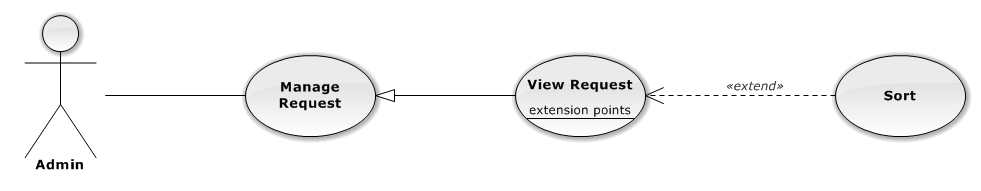 Admin
Manage
Request
View Request
extension points
«extend»
Sort